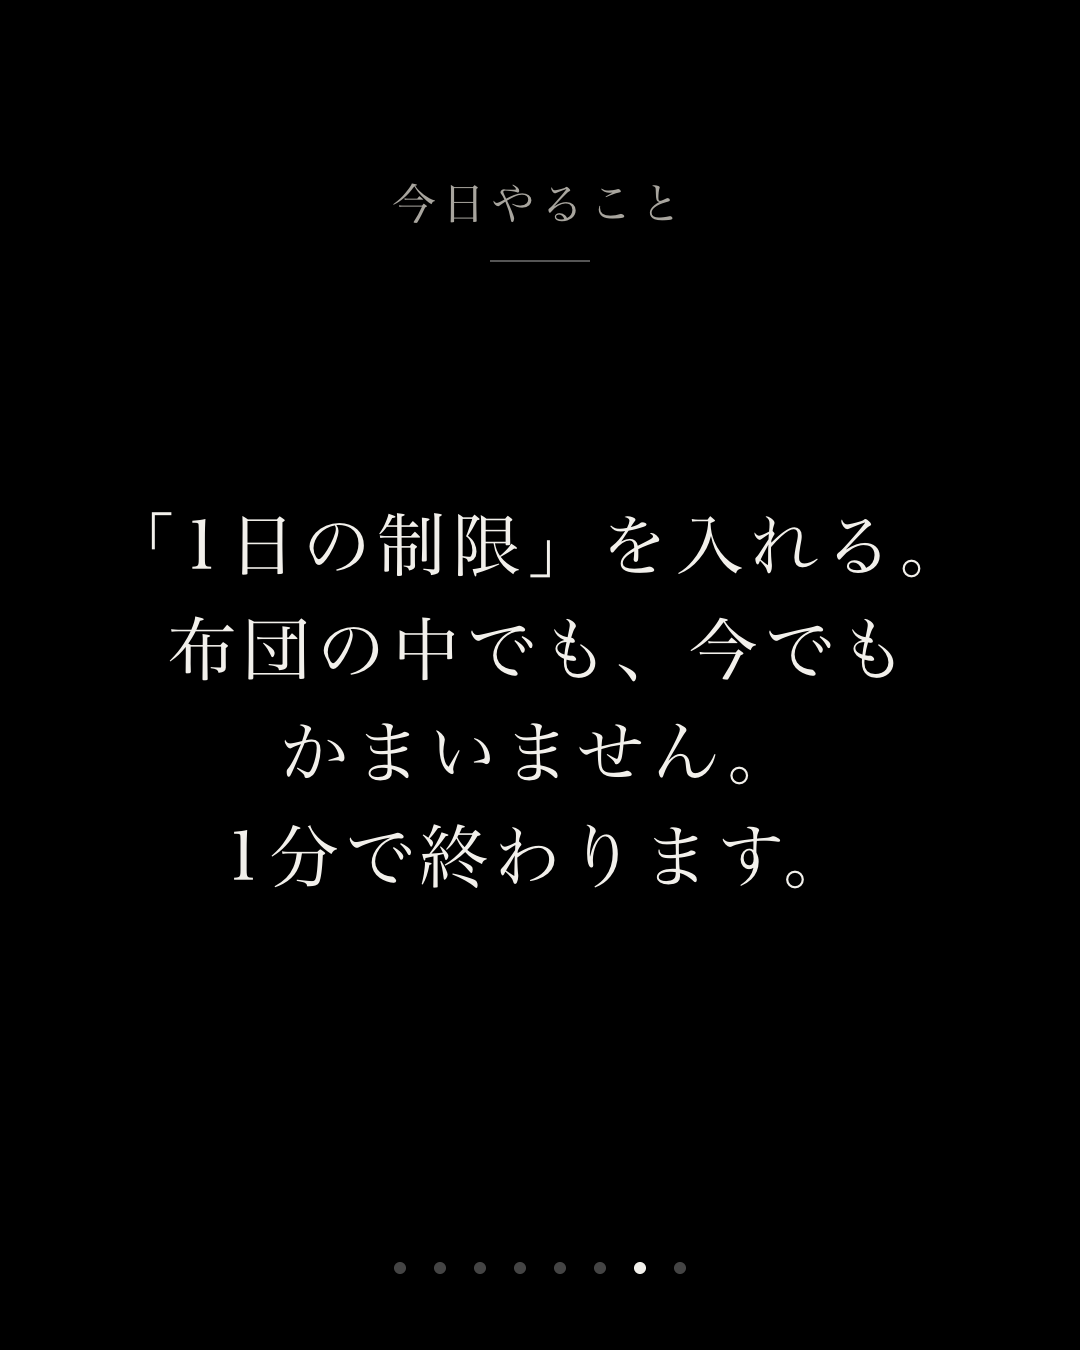 今日やること
「1日の制限」を入れる。
布団の中でも、今でも
かまいません。
1分で終わります。